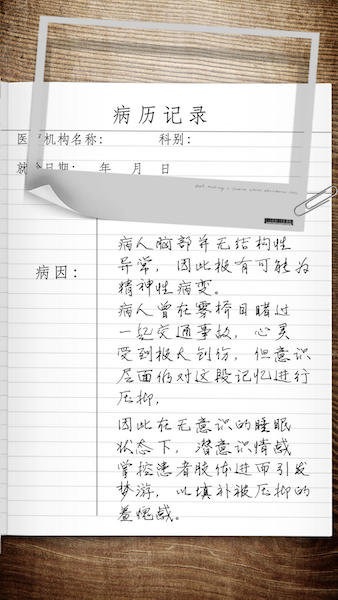 病历记录
医 机构名称： 科别：
就 日期： 年 月 日
病因：
病人脑部并无结构性
异常，因此极有可能为
精神性病变。
病人曾在雾桥目睹过
一起交通事故，心灵
受到极大创伤，但意识
层面仍对这段记忆进行
压抑，
因此在无意识的睡眠
状态下，潜意识情感
掌控患者肢体进而引发
梦游，以填补被压抑的
羞愧感。